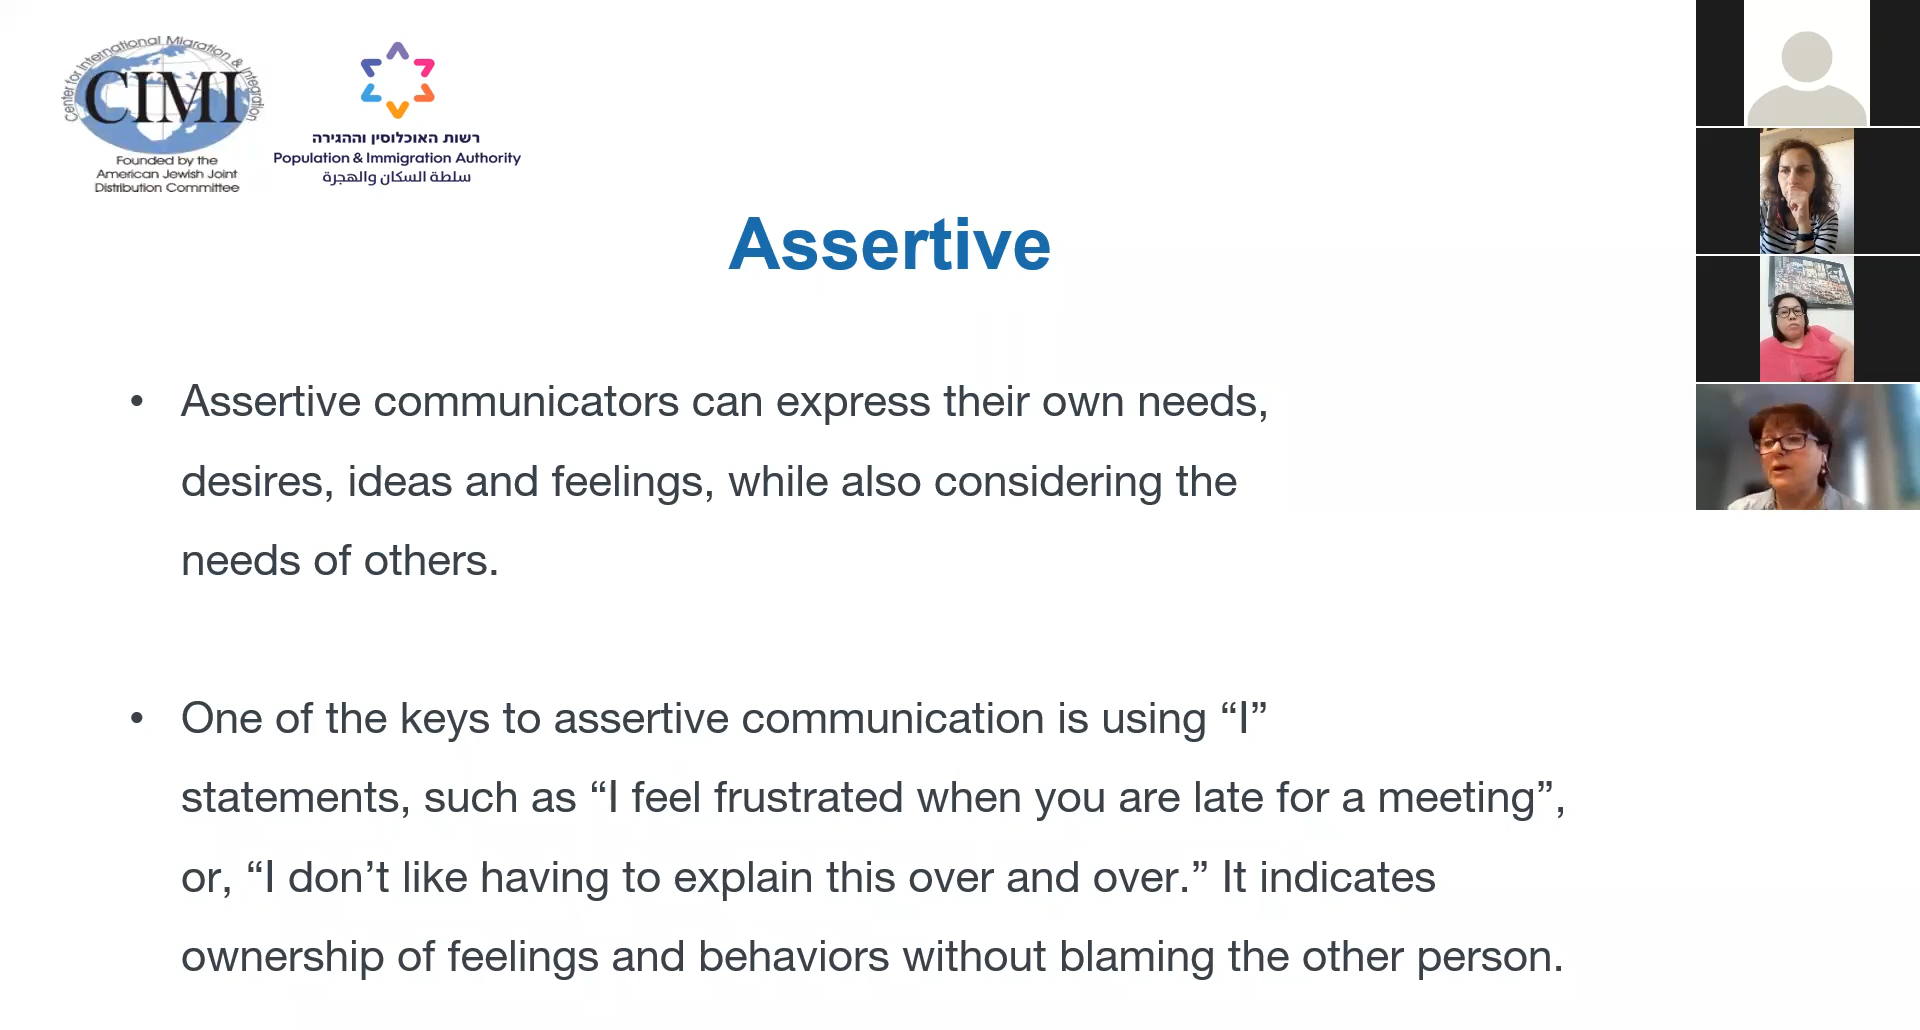 Center for International Migration & Integration
CIMI
Founded by the
American Jewish Joint
Distribution Committee
רשות האוכלוסין וההגירה
Population & Immigration Authority
سلطة السكان والهجرة
Assertive
• Assertive communicators can express their own needs,
desires, ideas and feelings, while also considering the
needs of others.
• One of the keys to assertive communication is using “I”
statements, such as “I feel frustrated when you are late for a meeting”,
or, “I don’t like having to explain this over and over.” It indicates
ownership of feelings and behaviors without blaming the other person.